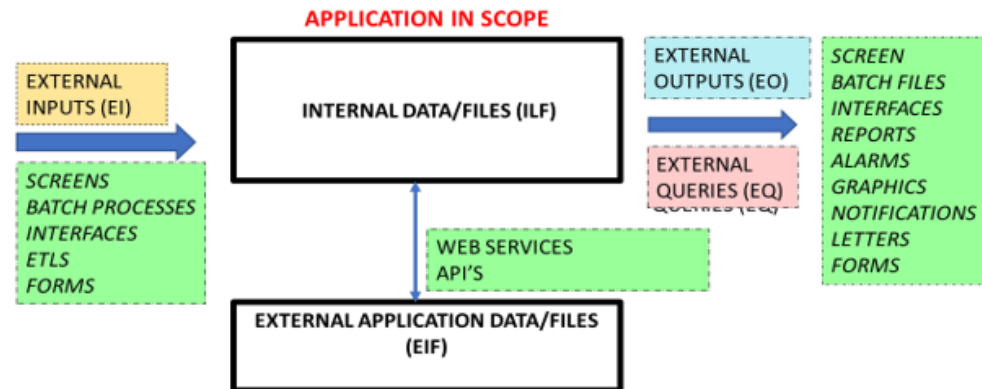 APPLICATION IN SCOPE
EXTERNAL
INPUTS (EI)
SCREENS
BATCH PROCESSES
INTERFACES
ETLS
FORMS
INTERNAL DATA/FILES (ILF)
EXTERNAL
OUTPUTS (EO)
EXTERNAL
QUERIES (EQ)
QUERIES (EQ)
SCREEN
BATCH FILES
INTERFACES
REPORTS
ALARMS
GRAPHICS
NOTIFICATIONS
LETTERS
FORMS
WEB SERVICES
API'S
EXTERNAL APPLICATION DATA/FILES
(EIF)